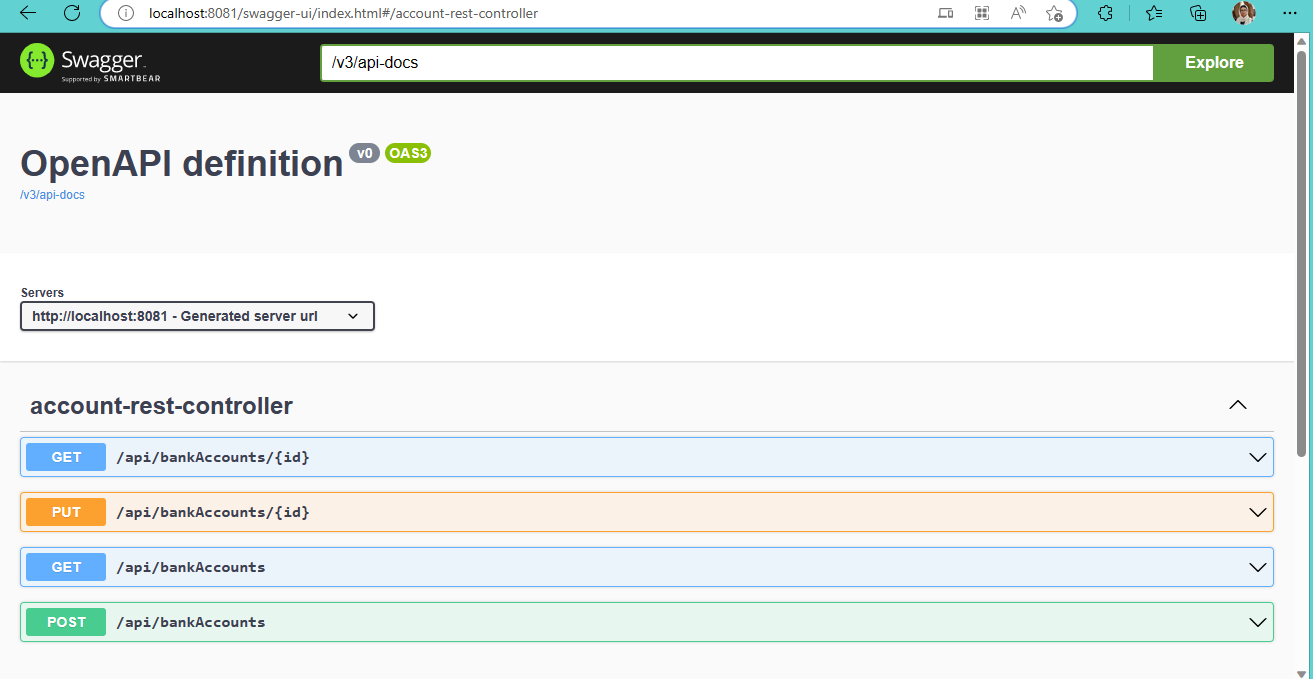 localhost:8081/swagger-ui/index.html#/account-rest-controller
Swagger.
Supported by SMARTBEAR
/v3/api-docs
Explore
OpenAPI definition v0 OAS3
/v3/api-docs
Servers
http://localhost:8081 - Generated server url
account-rest-controller
GET /api/bankAccounts/{id}
PUT /api/bankAccounts/{id}
GET /api/bankAccounts
POST /api/bankAccounts